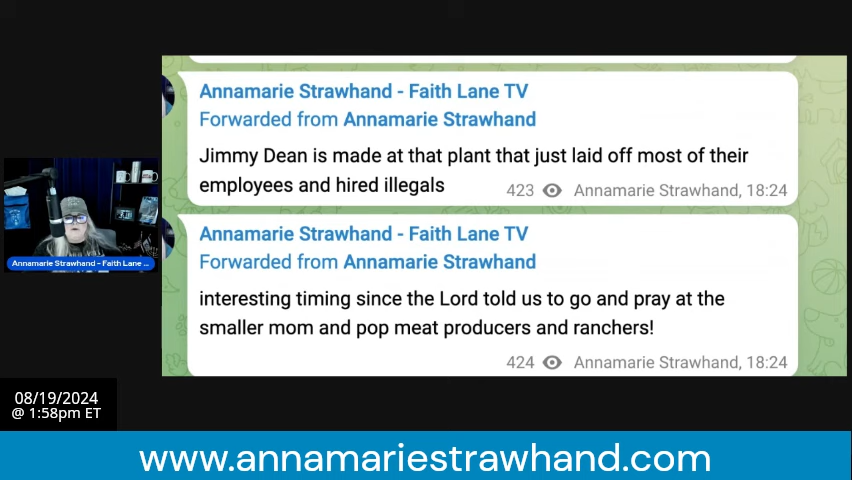 Annamarie Strawhand - Faith Lane TV
Forwarded from Annamarie Strawhand
Jimmy Dean is made at that plant that just laid off most of their
employees and hired illegals
423 Annamarie Strawhand, 18:24
Annamarie Strawhand - Faith Lane TV
Forwarded from Annamarie Strawhand
interesting timing since the Lord told us to go and pray at the
smaller mom and pop meat producers and ranchers!
424 Annamarie Strawhand, 18:24
Annamarie Strawhand - Faith Lane ...
08/19/2024
@ 1:58pm ET
www.annamariestrawhand.com